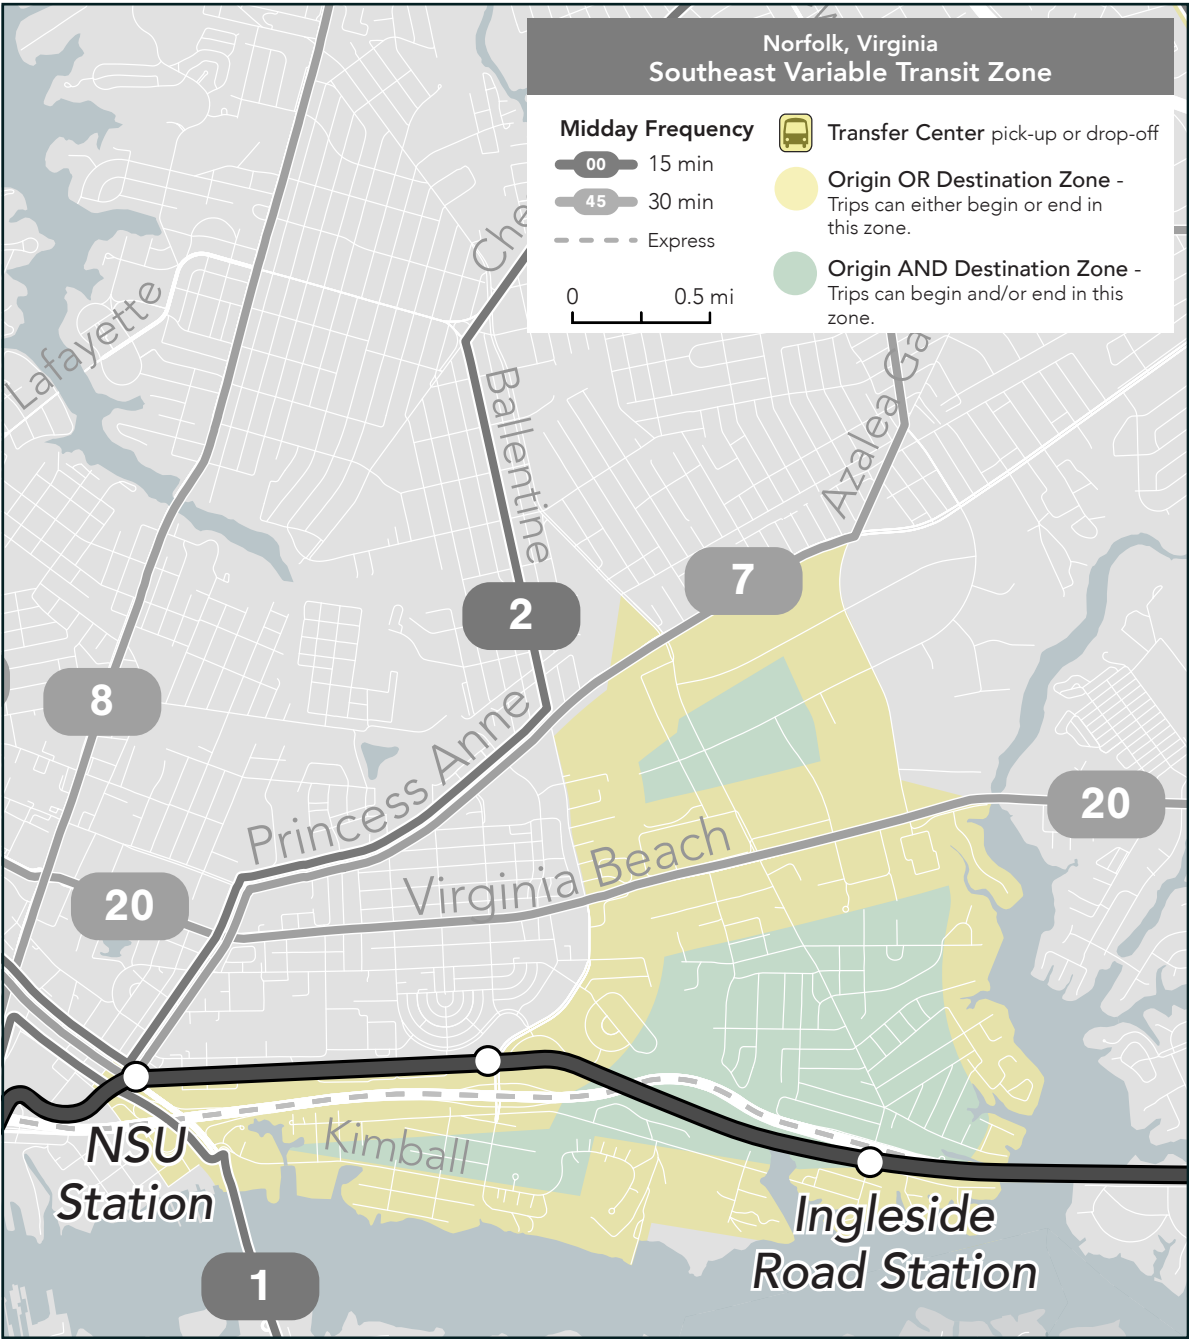 Norfolk, Virginia
Southeast Variable Transit Zone
Midday Frequency
00 15 min
45 30 min
Express
0 0.5 mi
Transfer Center pick-up or drop-off
Origin OR Destination Zone -
Trips can either begin or end in
this zone.
Origin AND Destination Zone -
Trips can begin and/or end in this
zone.
Che
Lafayette
Ballentine
Azalea Ga
7
2
8
Princess Anne
20
Virginia Beach
20
Kimball
NSU
Station
Ingleside
Road Station
1